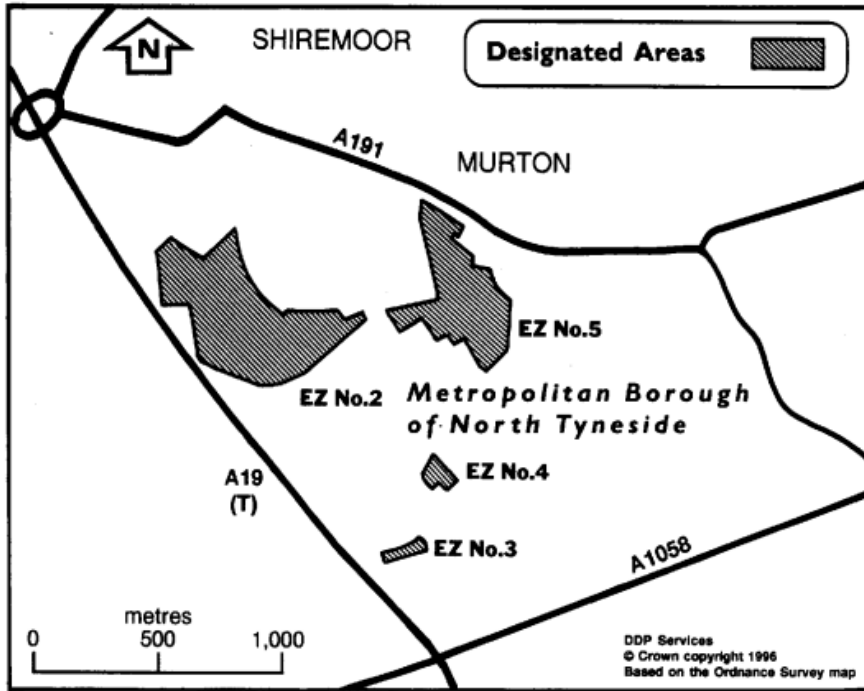 N
SHIREMOOR
Designated Areas
A191
MURTON
EZ No.5
EZ No.2
Metropolitan Borough
of North Tyneside
EZ No.4
A19
(T)
EZ No.3
A1058
metres
0 500 1,000
DDP Services
© Crown copyright 1996
Based on the Ordnance Survey map